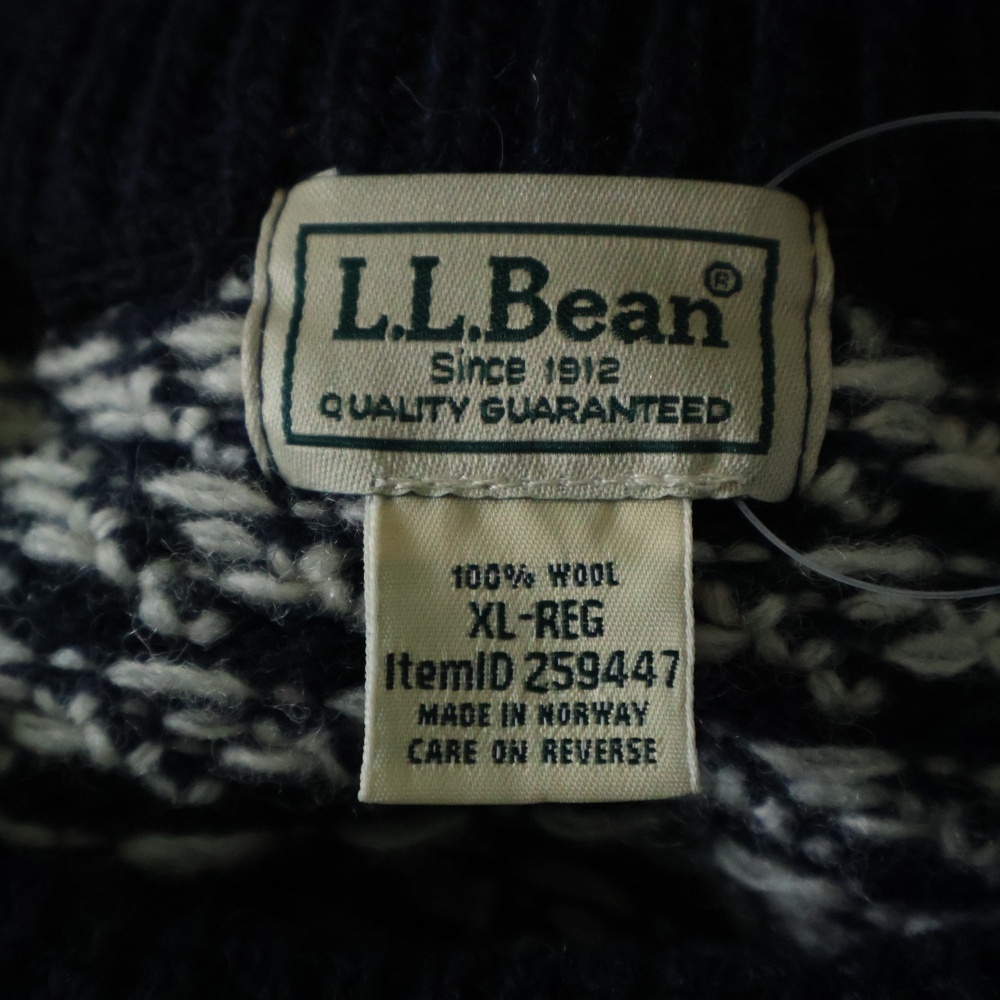 L.L.Bean®
Since 1912
QUALITY GUARANTEED
100% WOOL
XL-REG
ItemID 259447
MADE IN NORWAY
CARE ON REVERSE